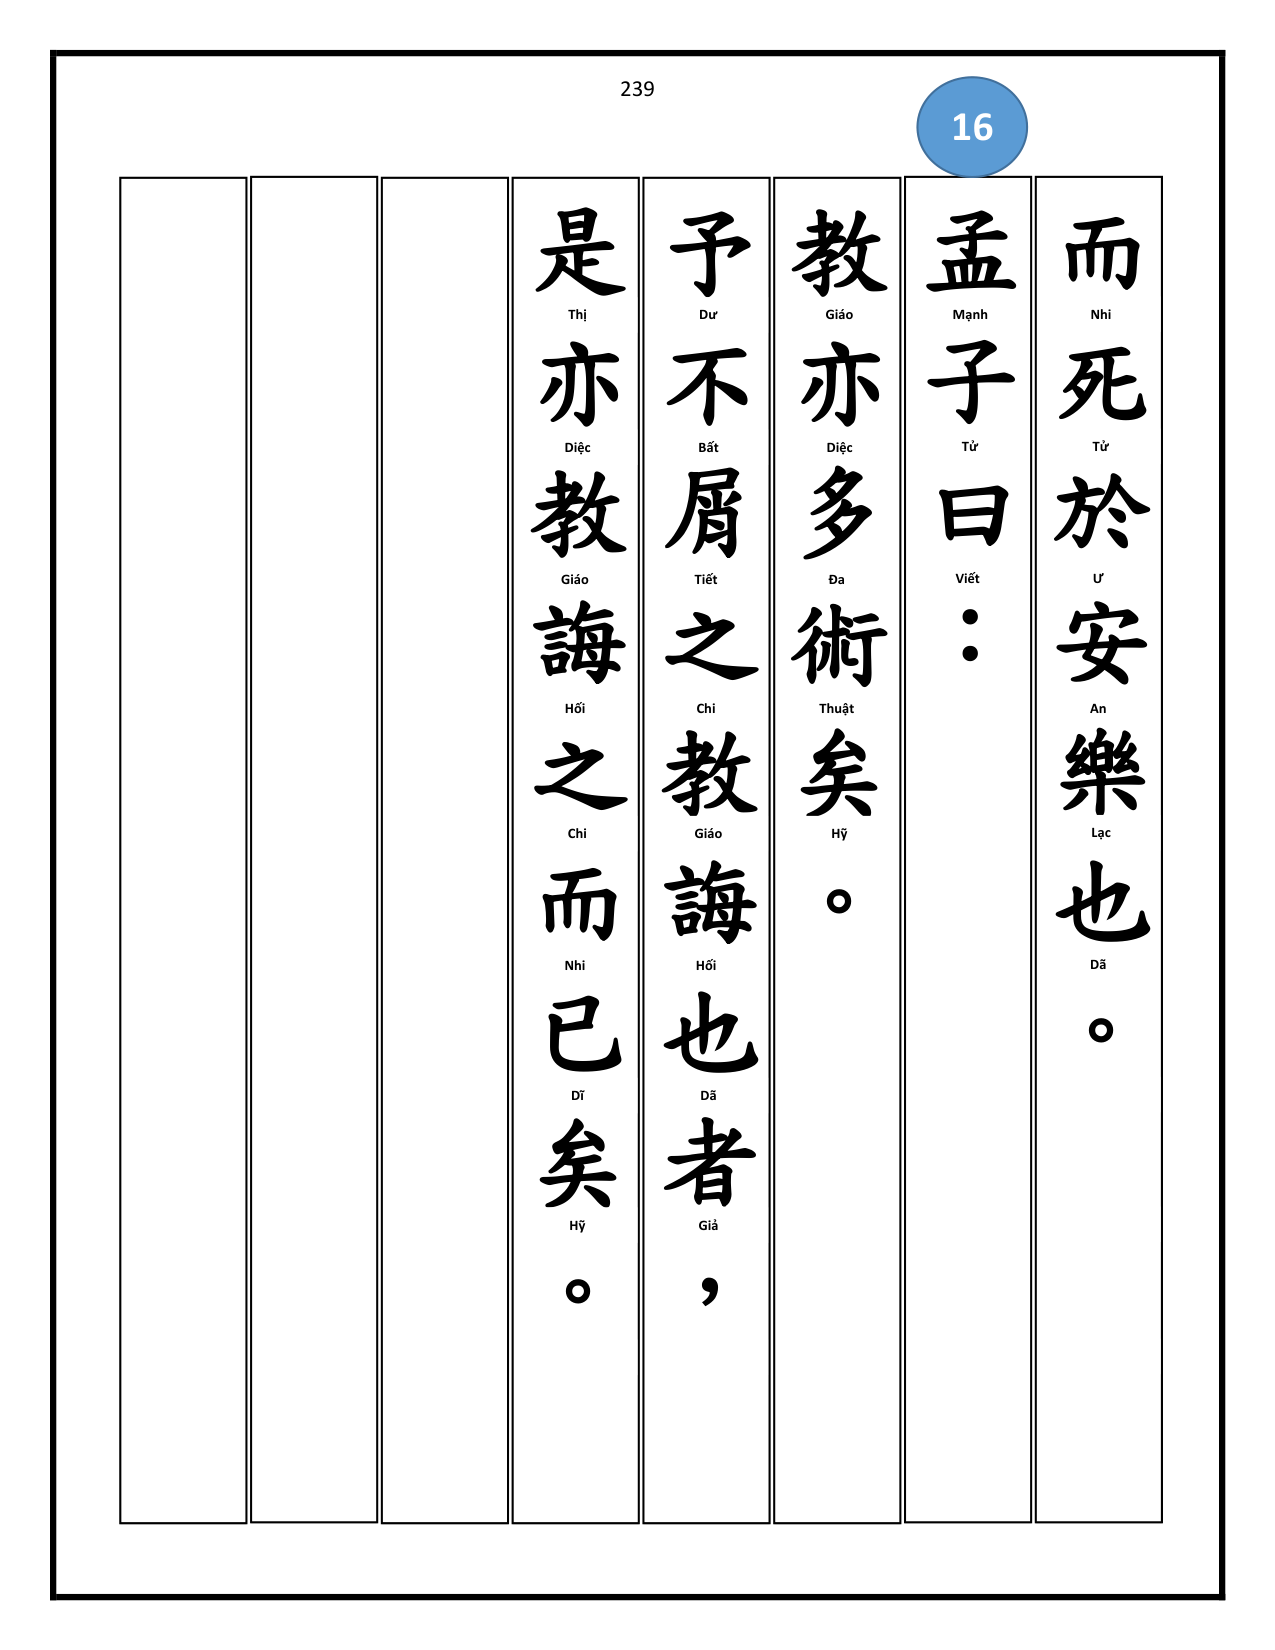 239
16
而死於安樂也。
Nhi Tử Ư An Lạc Dã
孟子曰：
Mạnh Tử Viết
教亦多術矣。
Giáo Diệc Đa Thuật Hỹ
予不屑之教誨也者，
Dư Bất Tiết Chi Giáo Hối Dã Giả
是亦教誨之而已矣。
Thị Diệc Giáo Hối Chi Nhi Dĩ Hỹ